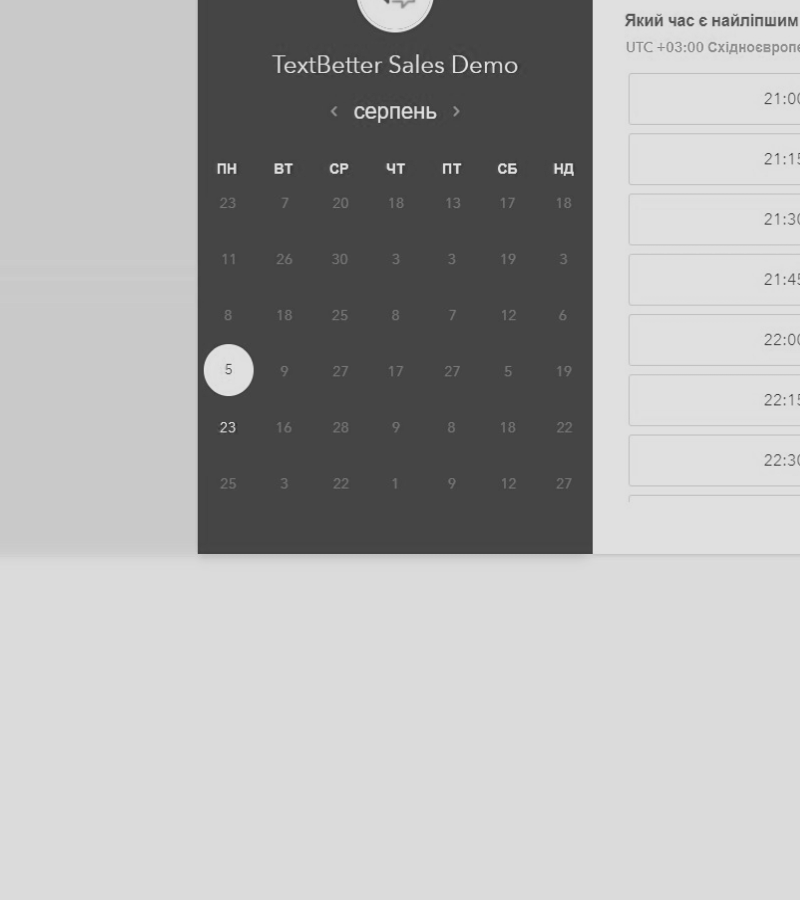 TextBetter Sales Demo
серпень
ПН ВТ СР ЧТ ПТ СБ НД
23 7 20 18 13 17 18
11 26 30 3 3 19 3
8 18 25 8 7 12 6
5 9 27 17 27 5 19
23 16 28 9 8 18 22
25 3 22 1 9 12 27
Який час є найліпшим
UTC +03:00
21:00
21:15
21:30
21:45
22:00
22:15
22:30